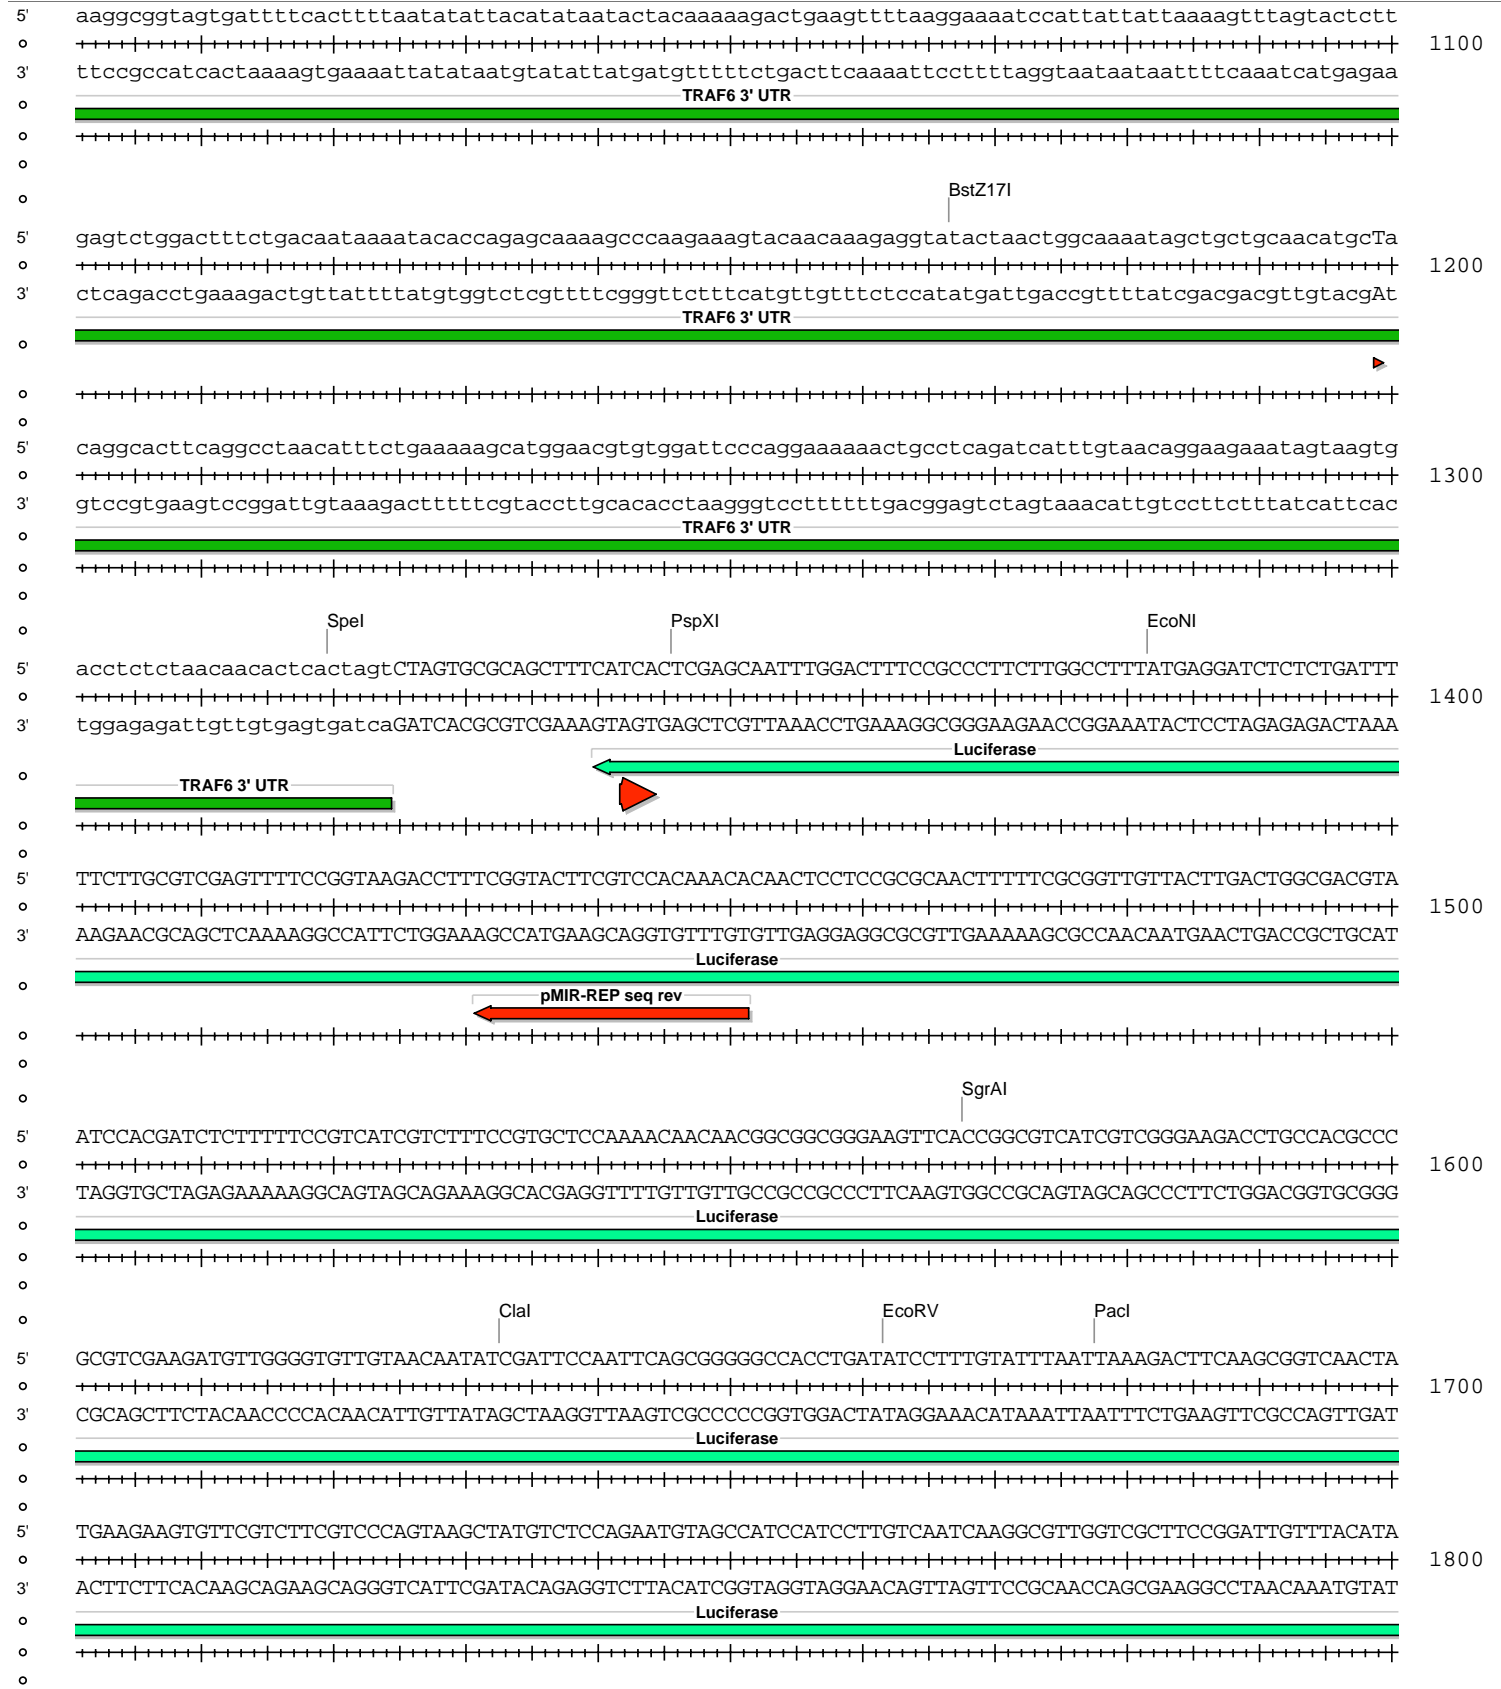 5' aaggcggtagtgattttcacttttaatatattacatataatactacaaaaagactgaagttttaaggaaaatccattattattaaaagtttagtactctt
1100
3' ttccgccatcactaaaagtgaaaattatataatgtatattatgatgtttttctgacttcaaaattccttttaggtaataataattttcaaatcatgagaa
TRAF6 3' UTR
BstZ17I
5' gagtctggactttctgacaataaaatacaccagagcaaaagcccaagaaagtacaacaaagaggtatactaactggcaaaatagctgctgcaacatgcTa
1200
3' ctcagacctgaaagactgttattttatgtggtctcgttttcgggttctttcatgttgtttctccatatgattgaccgttttatcgacgacgttgtacgAt
TRAF6 3' UTR
5' caggcacttcaggcctaacatttctgaaaaagcatggaacgtgtggattcccaggaaaaaactgcctcagatcatttgtaacaggaagaaatagtaagtg
1300
3' gtccgtgaagtccggattgtaaagactttttcgtaccttgcacacctaagggtccttttttgacggagtctagtaaacattgtccttctttatcattcac
TRAF6 3' UTR
SpeI PspXI EcoNI
5' acctctctaacaacactcactagtCTAGTGCGCAGCTTTCATCACTCGAGCAATTTGGACTTTCCGCCCTTCTTGGCCTTTATGAGGATCTCTCTGATTT
1400
3' tggagagattgttgtgagtgatcaGATCACGCGTCGAAAGTAGTGAGCTCGTTAAACCTGAAAGGCGGGAAGAACCGGAAATACTCCTAGAGAGACTAAA
Luciferase
TRAF6 3' UTR
5' TTCTTGCGTCGAGTTTTCCGGTAAGACCTTTCGGTACTTCGTCCACAAACACAACTCCTCCGCGCAACTTTTTCGCGGTTGTTACTTGACTGGCGACGTA
1500
3' AAGAACGCAGCTCAAAAGGCCATTCTGGAAAGCCATGAAGCAGGTGTTTGTGTTGAGGAGGCGCGTTGAAAAAGCGCCAACAATGAACTGACCGCTGCAT
Luciferase
pMIR-REP seq rev
SgrAI
5' ATCCACGATCTCTTTTTCCGTCATCGTCTTTCCGTGCTCCAAAACAACAACGGCGGCGGGAAGTTCACCGGCGTCATCGTCGGGAAGACCTGCCACGCCC
1600
3' TAGGTGCTAGAGAAAAAGGCAGTAGCAGAAAGGCACGAGGTTTTGTTGTTGCCGCCGCCCTTCAAGTGGCCGCAGTAGCAGCCCTTCTGGACGGTGCGGG
Luciferase
ClaI EcoRV PacI
5' GCGTCGAAGATGTTGGGGTGTTGTAACAATATCGATTCCAATTCAGCGGGGGCCACCTGATATCCTTTGTATTTAATTAAAGACTTCAAGCGGTCAACTA
1700
3' CGCAGCTTCTACAACCCCACAACATTGTTATAGCTAAGGTTAAGTCGCCCCCGGTGGACTATAGGAAACATAAATTAATTTCTGAAGTTCGCCAGTTGAT
Luciferase
5' TGAAGAAGTGTTCGTCTTCGTCCCAGTAAGCTATGTCTCCAGAATGTAGCCATCCATCCTTGTCAATCAAGGCGTTGGTCGCTTCCGGATTGTTTACATA
1800
3' ACTTCTTCACAAGCAGAAGCAGGGTCATTCGATACAGAGGTCTTACATCGGTAGGTAGGAACAGTTAGTTCCGCAACCAGCGAAGGCCTAACAAATGTAT
Luciferase